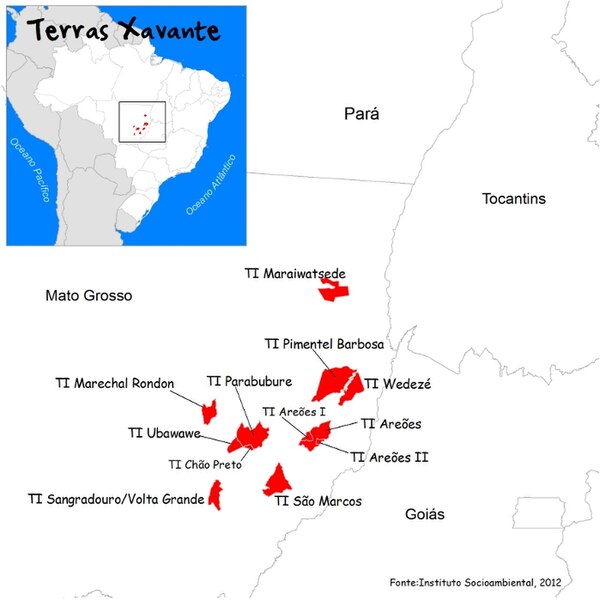 Terras Xavante
Oceano Pacífico
Oceano Atlântico
Pará
Tocantins
Mato Grosso
TI Maraiwatsede
TI Pimentel Barbosa
TI Marechal Rondon
TI Parabubure
TI Wedezé
TI Areões I
TI Areões
TI Ubawawe
TI Areões II
TI Chão Preto
TI Sangradouro/Volta Grande
TI São Marcos
Goiás
Fonte:Instituto Socioambiental, 2012